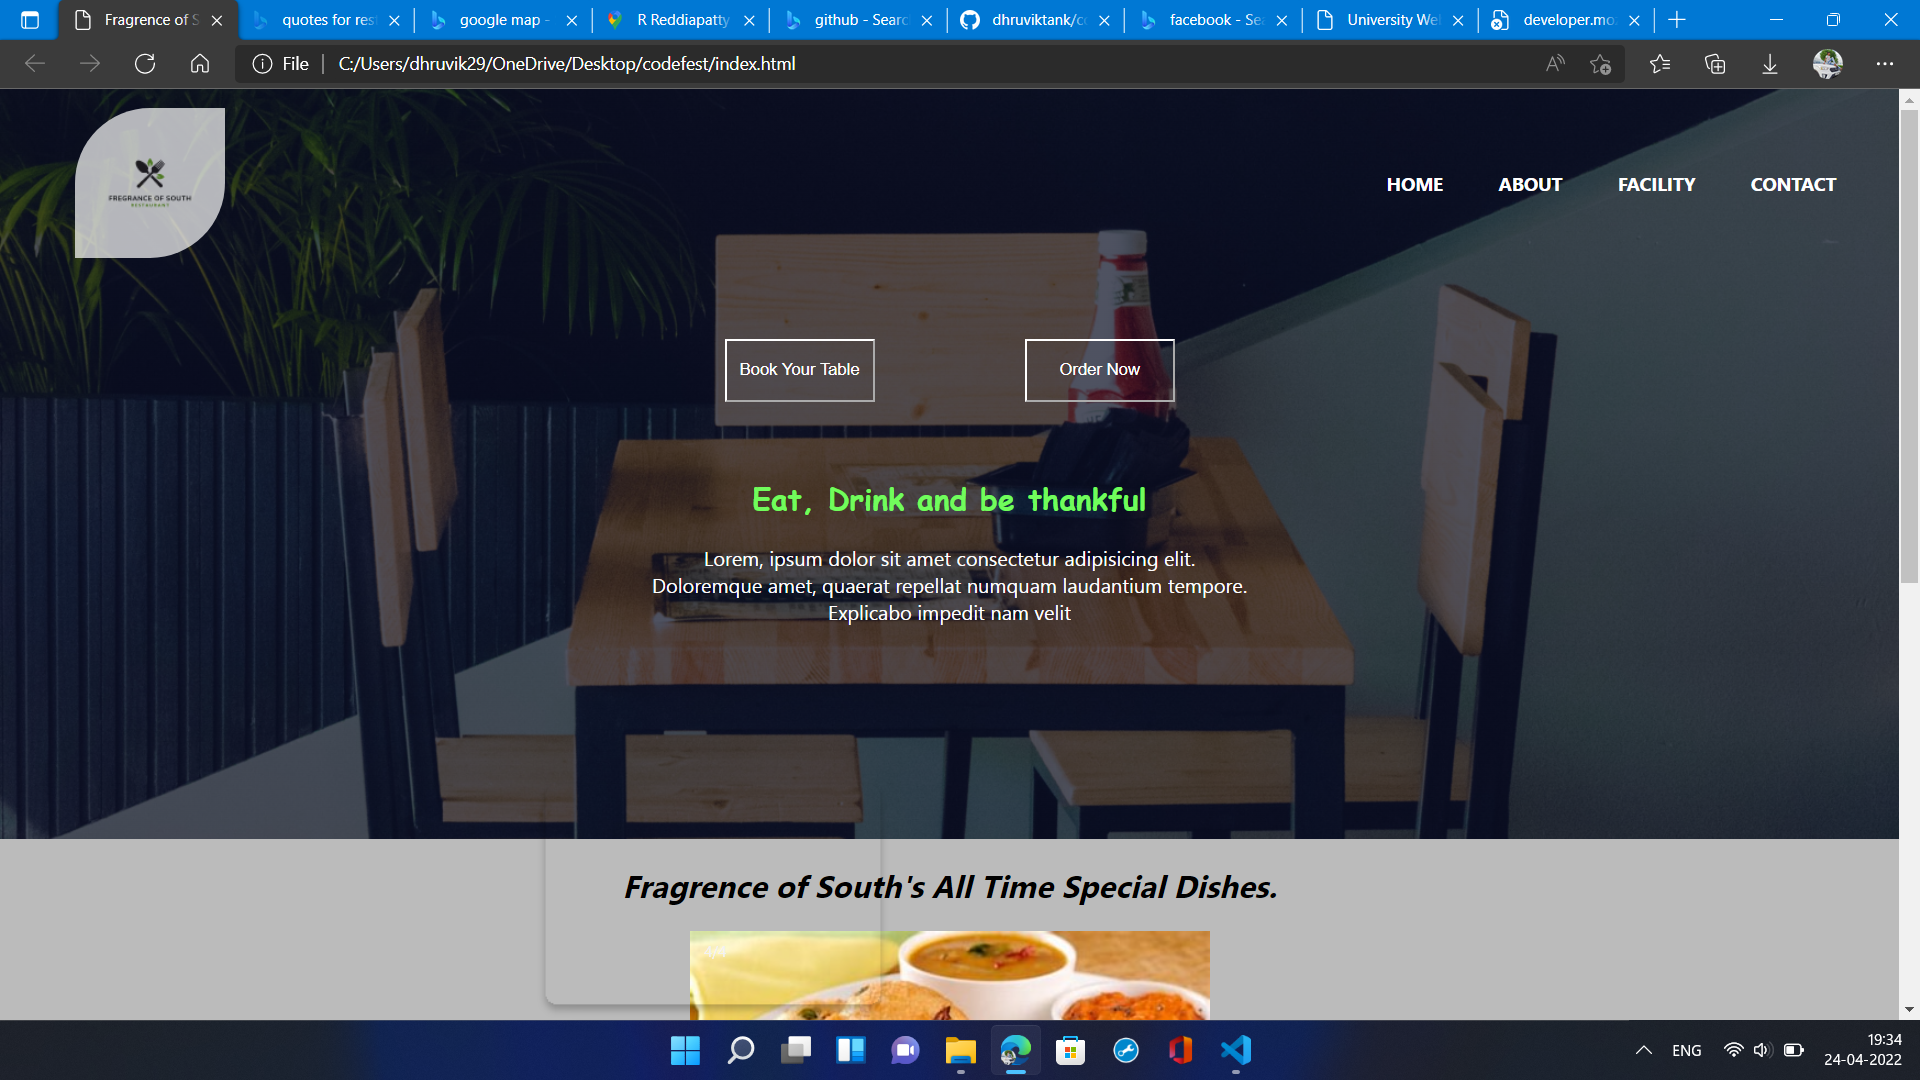 Fragrence of S
quotes for res
google map -
R Reddiapatty
github - Searc
dhruviktank/c
facebook - Se
University We
developer.mo
File
C:/Users/dhruvik29/OneDrive/Desktop/codefest/index.html
FREGRANCE OF SOUTH
RESTAURANT
HOME
ABOUT
FACILITY
CONTACT
Book Your Table
Order Now
Eat, Drink and be thankful
Lorem, ipsum dolor sit amet consectetur adipisicing elit.
Doloremque amet, quaerat repellat numquam laudantium tempore.
Explicabo impedit nam velit
Fragrence of South's All Time Special Dishes.
ENG
19:34
24-04-2022